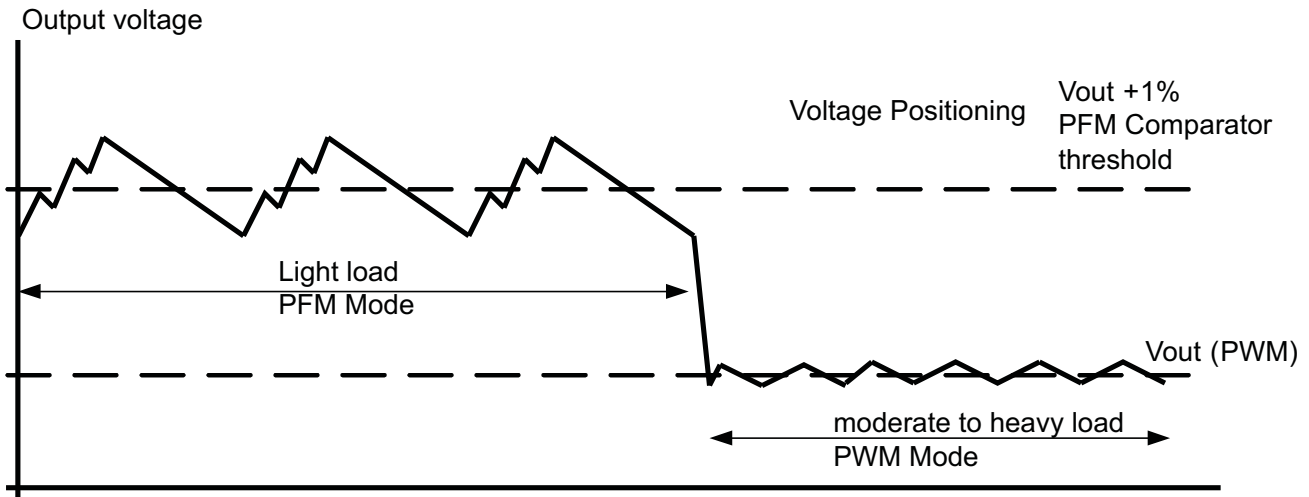 Output voltage
Voltage Positioning
Vout +1%
PFM Comparator
threshold
Light load
PFM Mode
Vout (PWM)
moderate to heavy load
PWM Mode